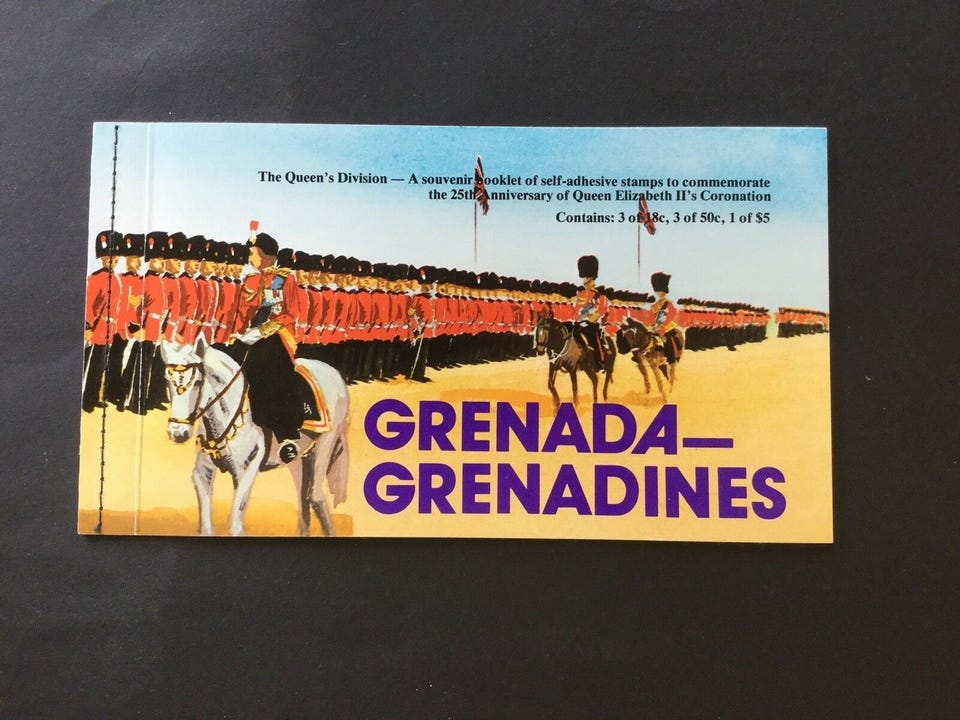 The Queen's Division — A souvenir booklet of self-adhesive stamps to commemorate
the 25th Anniversary of Queen Elizabeth II's Coronation
Contains: 3 of 18c, 3 of 50c, 1 of $5
GRENADA—
GRENADINES